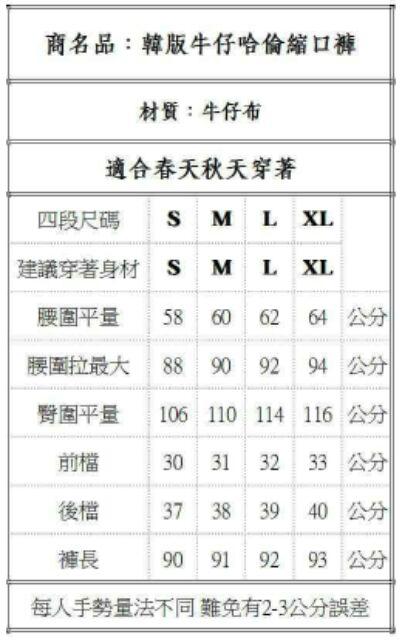 商名品：韓版牛仔哈倫縮口褲
材質：牛仔布
適合春天秋天穿著
四段尺碼 S M L XL
建議穿著身材 S M L XL
腰圍平量 58 60 62 64 公分
腰圍拉最大 88 90 92 94 公分
臀圍平量 106 110 114 116 公分
前檔 30 31 32 33 公分
後檔 37 38 39 40 公分
褲長 90 91 92 93 公分
每人手勢量法不同 難免有2-3公分誤差